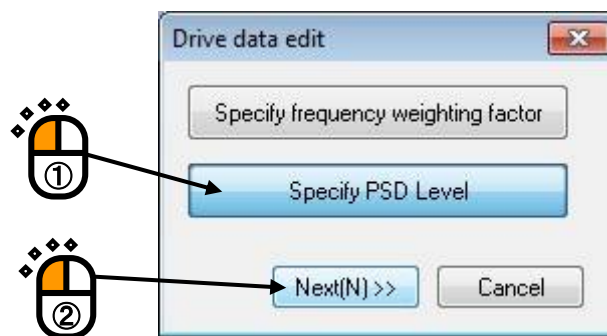 Drive data edit
Specify frequency weighting factor
①
Specify PSD Level
②
Next(N) >>
Cancel